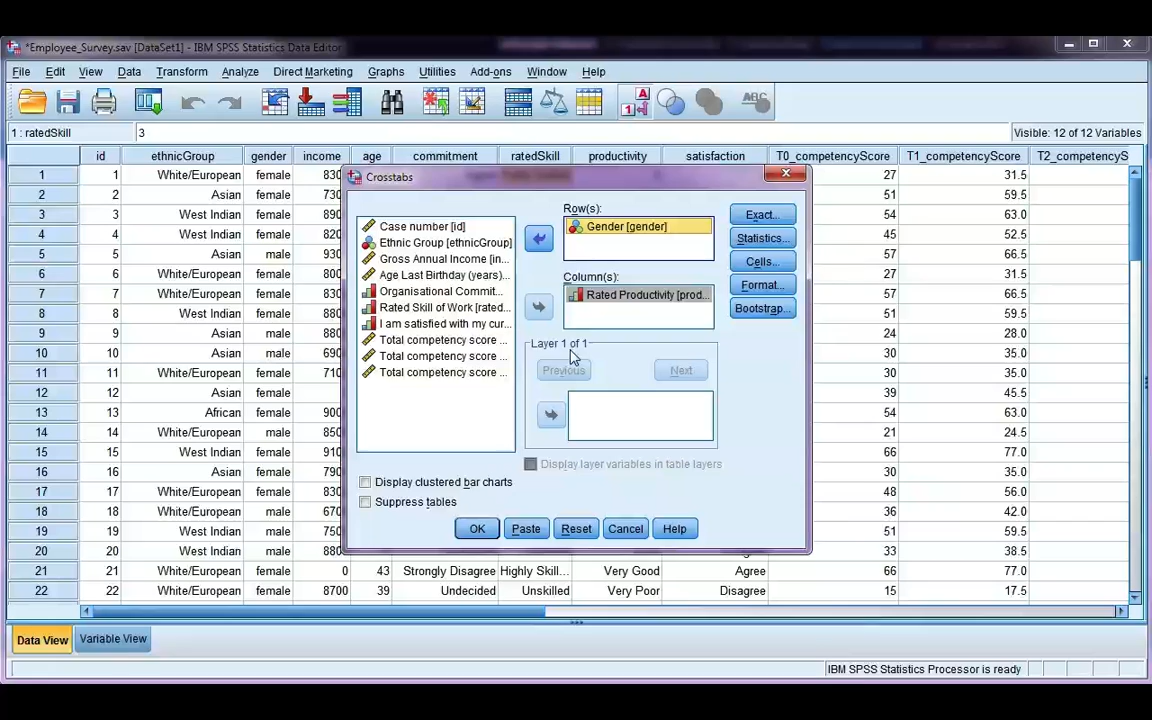 *Employee_Survey.sav [DataSet1] - IBM SPSS Statistics Data Editor
File Edit View Data Transform Analyze Direct Marketing Graphs Utilities Add-ons Window Help
1 : ratedSkill 3 Visible: 12 of 12 Variables
id ethnicGroup gender income age commitment ratedSkill productivity satisfaction T0_competencyScore T1_competencyScore T2_competencyS
1 1 White/European female 830 27 31.5
2 2 Asian female 730 51 59.5
3 3 West Indian female 890 54 63.0
4 4 Asian female 820 45 52.5
5 5 Asian male 930 57 66.5
6 6 White/European female 830 27 31.5
7 7 White/European female 940 57 66.5
8 8 White/European female 810 51 59.5
9 9 Asian male 880 24 28.0
10 10 Asian male 690 30 35.0
11 11 White/European female 710 30 35.0
12 12 Asian female 39 45.5
13 13 African female 900 54 63.0
14 14 White/European male 850 21 24.5
15 15 West Indian female 910 66 77.0
16 16 Asian male 790 30 35.0
17 17 White/European female 830 48 56.0
18 18 White/European male 670 36 42.0
19 19 West Indian male 750 51 59.5
20 20 West Indian male 880 33 38.5
21 21 White/European female 0 43 Strongly Disagree Highly Skill... Very Good Agree 66 77.0
22 22 White/European female 8700 39 Undecided Unskilled Very Poor Disagree 15 17.5
Crosstabs
Case number [id]
Ethnic Group [ethnicGroup]
Gross Annual Income [in...
Age Last Birthday (years)...
Organisational Commit...
Rated Skill of Work [rated...
I am satisfied with my cur...
Total competency score ...
Total competency score ...
Total competency score ...
Row(s):
Gender [gender]
Column(s):
Rated Productivity [prod...
Layer 1 of 1
Previous Next
Display layer variables in table layers
Exact...
Statistics...
Cells...
Format...
Bootstrap...
Display clustered bar charts
Suppress tables
OK Paste Reset Cancel Help
Data View Variable View
IBM SPSS Statistics Processor is ready